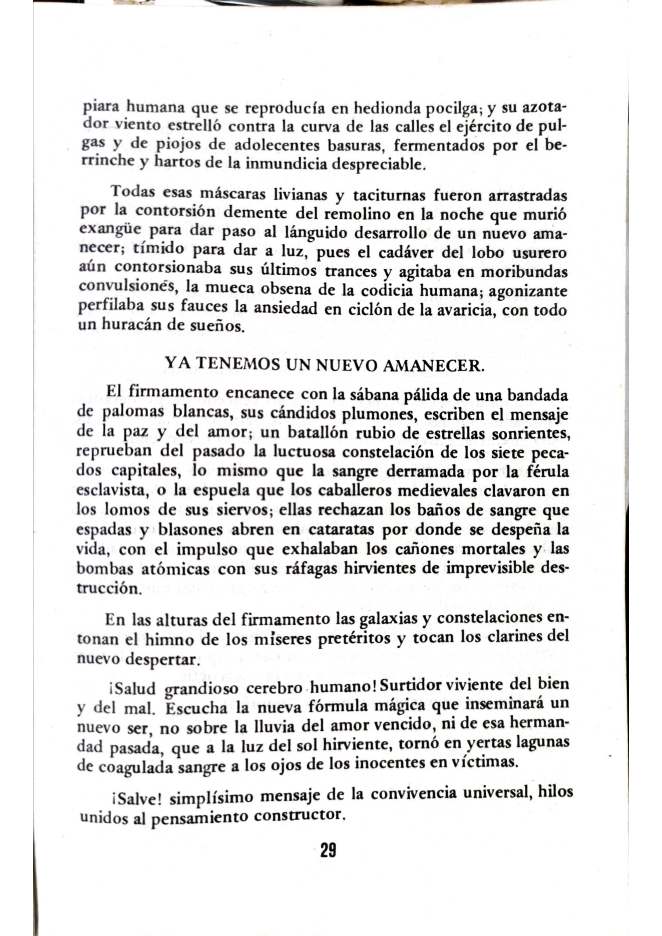 piara humana que se reproducía en hedionda pocilga; y su azota-
dor viento estrelló contra la curva de las calles el ejército de pul-
gas y de piojos de adolecentes basuras, fermentados por el be-
rrinche y hartos de la inmundicia despreciable.
Todas esas máscaras livianas y taciturnas fueron arrastradas
por la contorsión demente del remolino en la noche que murió
exangüe para dar paso al lánguido desarrollo de un nuevo ama-
necer; tímido para dar a luz, pues el cadáver del lobo usurero
aún contorsionaba sus últimos trances y agitaba en moribundas
convulsionés, la mueca obsena de la codicia humana; agonizante
perfilaba sus fauces la ansiedad en ciclón de la avaricia, con todo
un huracán de sueños.
YA TENEMOS UN NUEVO AMANECER.
El firmamento encanece con la sábana pálida de una bandada
de palomas blancas, sus cándidos plumones, escriben el mensaje
de la paz y del amor; un batallón rubio de estrellas sonrientes,
reprueban del pasado la luctuosa constelación de los siete peca-
dos capitales, lo mismo que la sangre derramada por la férula
esclavista, o la espuela que los caballeros medievales clavaron en
los lomos de sus siervos; ellas rechazan los baños de sangre que
espadas y blasones abren en cataratas por donde se despeña la
vida, con el impulso que exhalaban los cañones mortales y las
bombas atómicas con sus ráfagas hirvientes de imprevisible des-
trucción.
En las alturas del firmamento las galaxias y constelaciones en-
tonan el himno de los míseres pretéritos y tocan los clarines del
nuevo despertar.
¡Salud grandioso cerebro humano! Surtidor viviente del bien
y del mal. Escucha la nueva fórmula mágica que inseminará un
nuevo ser, no sobre la lluvia del amor vencido, ni de esa herman-
dad pasada, que a la luz del sol hirviente, tornó en yertas lagunas
de coagulada sangre a los ojos de los inocentes en víctimas.
¡Salve! simplísimo mensaje de la convivencia universal, hilos
unidos al pensamiento constructor.
29